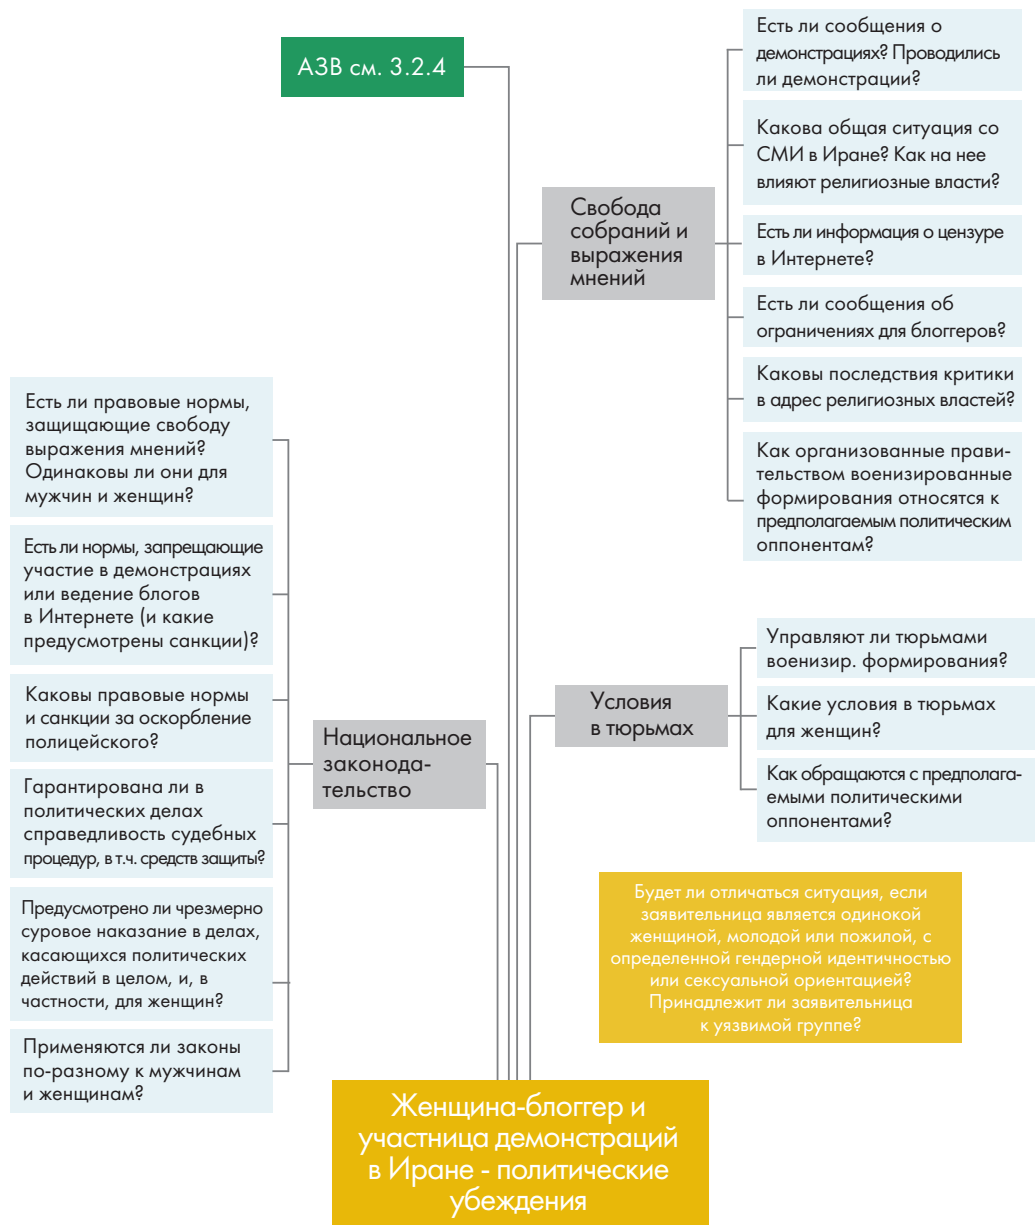 АЗВ см. 3.2.4
Свобода
собраний и
выражения
мнений
Есть ли сообщения о
демонстрациях? Проводились
ли демонстрации?
Какова общая ситуация со
СМИ в Иране? Как на нее
влияют религиозные власти?
Есть ли информация о цензуре
в Интернете?
Есть ли сообщения об
ограничениях для блоггеров?
Каковы последствия критики
в адрес религиозных властей?
Как организованные прави-
тельством военизированные
формирования относятся к
предполагаемым политическим
оппонентам?
Есть ли правовые нормы,
защищающие свободу
выражения мнений?
Одинаковы ли они для
мужчин и женщин?
Есть ли нормы, запрещающие
участие в демонстрациях
или ведение блогов
в Интернете (и какие
предусмотрены санкции)?
Каковы правовые нормы
и санкции за оскорбление
полицейского?
Гарантирована ли в
политических делах
справедливость судебных
процедур, в т.ч. средств защиты?
Предусмотрено ли чрезмерно
суровое наказание в делах,
касающихся политических
действий в целом, и, в
частности, для женщин?
Применяются ли законы
по-разному к мужчинам
и женщинам?
Национальное
законода-
тельство
Условия
в тюрьмах
Управляют ли тюрьмами
военизир. формирования?
Какие условия в тюрьмах
для женщин?
Как обращаются с предполага-
емыми политическими
оппонентами?
Будет ли отличаться ситуация, если
заявительница является одинокой
женщиной, молодой или пожилой, с
определенной гендерной идентичностью
или сексуальной ориентацией?
Принадлежит ли заявительница
к уязвимой группе?
Женщина-блоггер и
участница демонстраций
в Иране - политические
убеждения